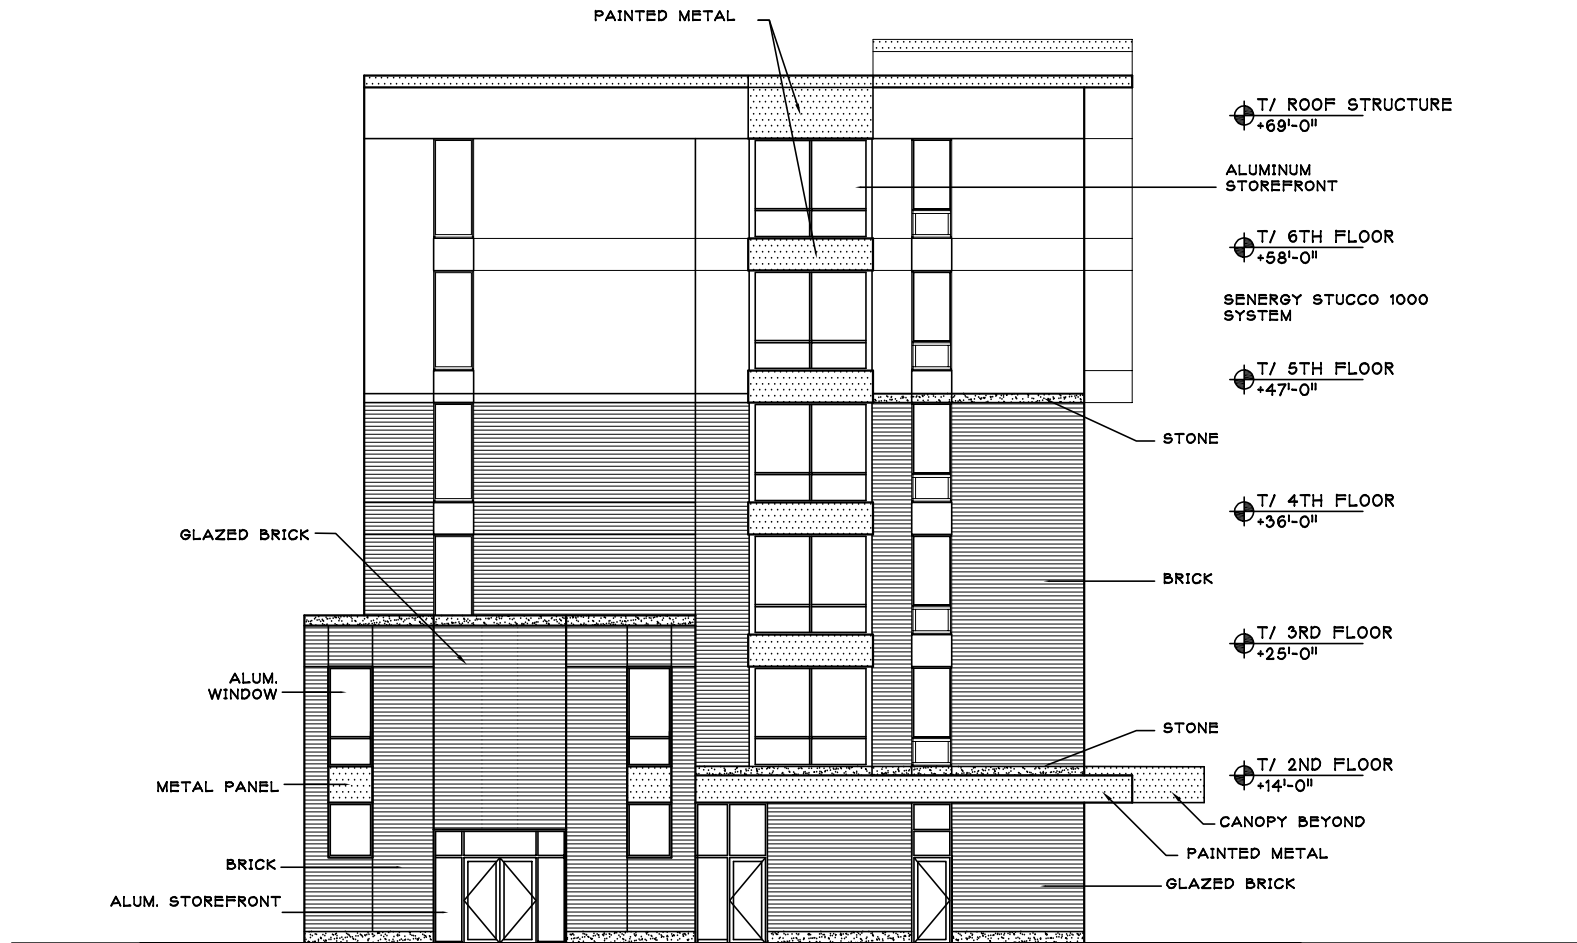 PAINTED METAL
T/ ROOF STRUCTURE
+69'-0"
ALUMINUM
STOREFRONT
T/ 6TH FLOOR
+58'-0"
SENERGY STUCCO 1000
SYSTEM
T/ 5TH FLOOR
+47'-0"
STONE
T/ 4TH FLOOR
+36'-0"
GLAZED BRICK
BRICK
T/ 3RD FLOOR
+25'-0"
ALUM.
WINDOW
STONE
T/ 2ND FLOOR
+14'-0"
METAL PANEL
CANOPY BEYOND
PAINTED METAL
BRICK
GLAZED BRICK
ALUM. STOREFRONT